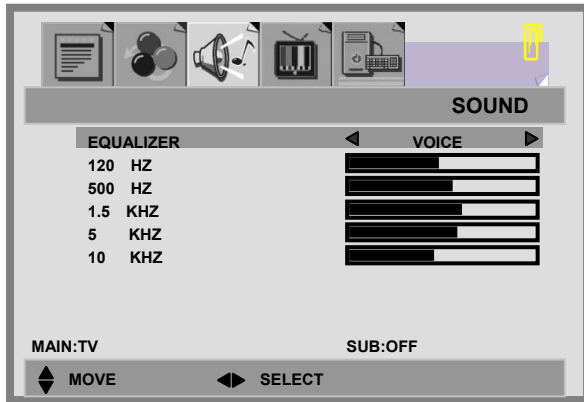 SOUND
EQUALIZER VOICE
120 HZ
500 HZ
1.5 KHZ
5 KHZ
10 KHZ
MAIN:TV SUB:OFF
MOVE SELECT